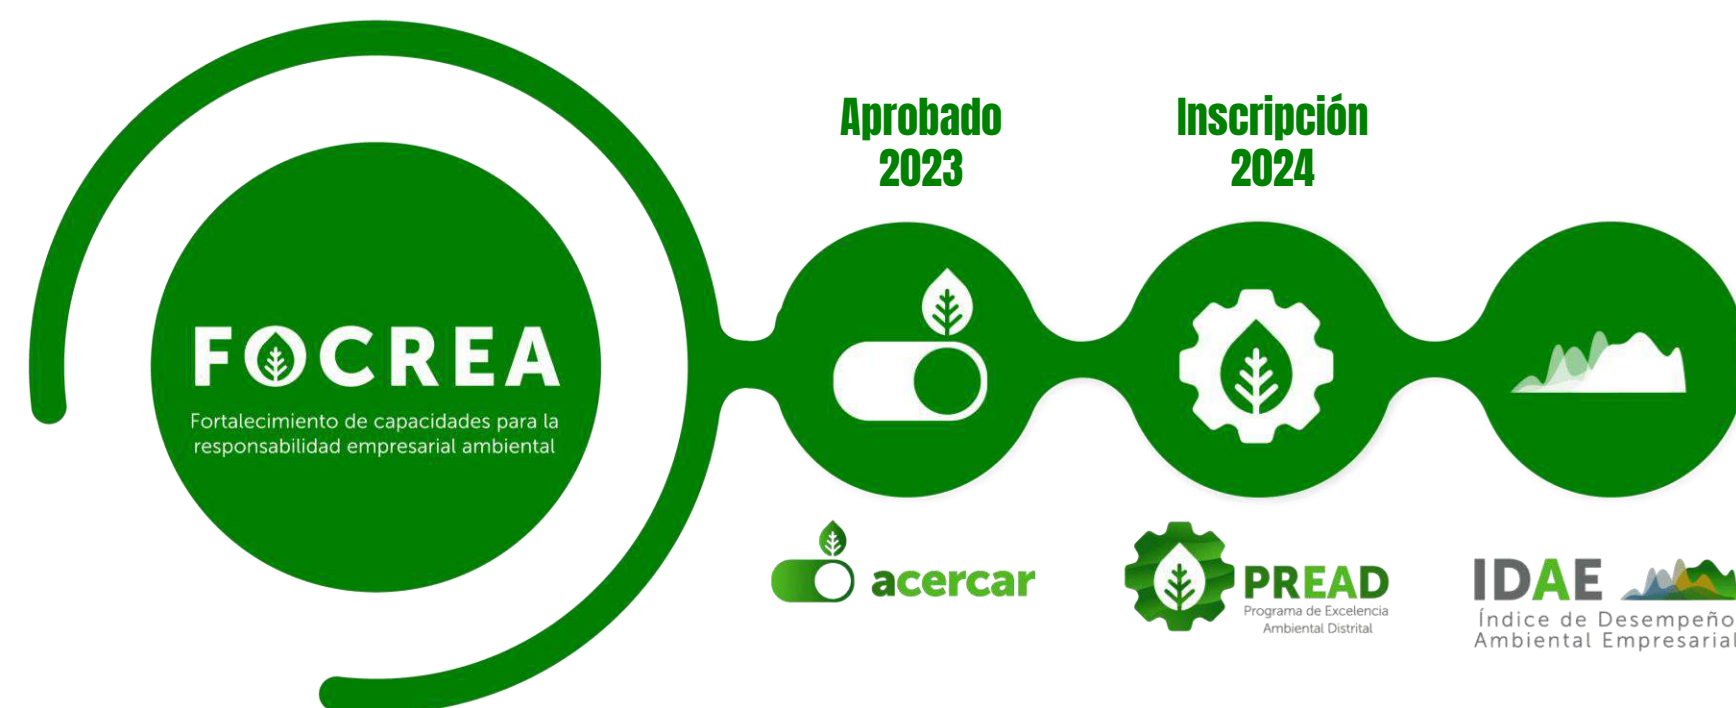 FOCREA
Fortalecimiento de capacidades para la
responsabilidad empresarial ambiental
Aprobado
2023
Inscripción
2024
acercar
PREAD
Programa de Excelencia
Ambiental Distrital
IDAE
Índice de Desempeño
Ambiental Empresarial